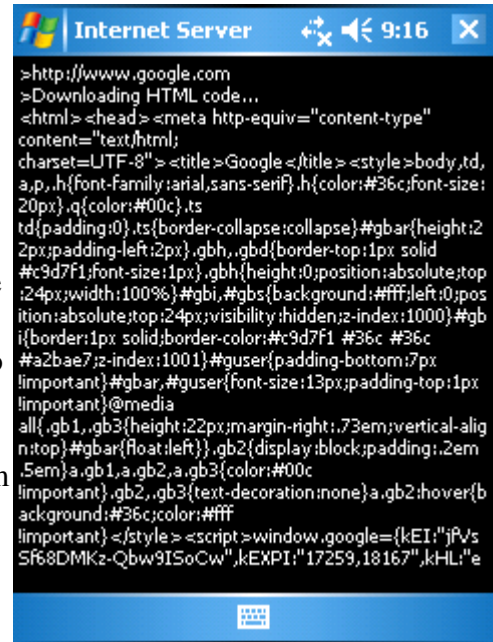 Internet Server 9:16
>http://www.google.com
>Downloading HTML code...
<html><head><meta http-equiv="content-type"
content="text/html;
charset=UTF-8"><title>Google</title><style>body,td,
a,p,.h{font-family:arial,sans-serif}.h{color:#36c;font-size:
20px}.q{color:#00c}.ts
td{padding:0}.ts{border-collapse:collapse}#gbar{height:2
2px;padding-left:2px}.gbh,.gbd{border-top:1px solid
#c9d7f1;font-size:1px}.gbh{height:0;position:absolute;top
:24px;width:100%}#gbi,#gbs{background:#fff;left:0;pos
ition:absolute;top:24px;visibility:hidden;z-index:1000}#gb
i{border:1px solid;border-color:#c9d7f1 #36c #36c
#a2bae7;z-index:1001}#guser{padding-bottom:7px
!important}#gbar,#guser{font-size:13px;padding-top:1px
!important}@media
all{.gb1,.gb3{height:22px;margin-right:.73em;vertical-alig
n:top}#gbar{float:left}}.gb2{display:block;padding:.2em
.5em}a.gb1,a.gb2,a.gb3{color:#00c
!important}.gb2,.gb3{text-decoration:none}a.gb2:hover{b
ackground:#36c;color:#fff
!important}</style><script>window.google={kEI:"jfVs
Sf68DMKz-Qbw9ISoCw",kEXPI:"17259,18167",kHL:"e